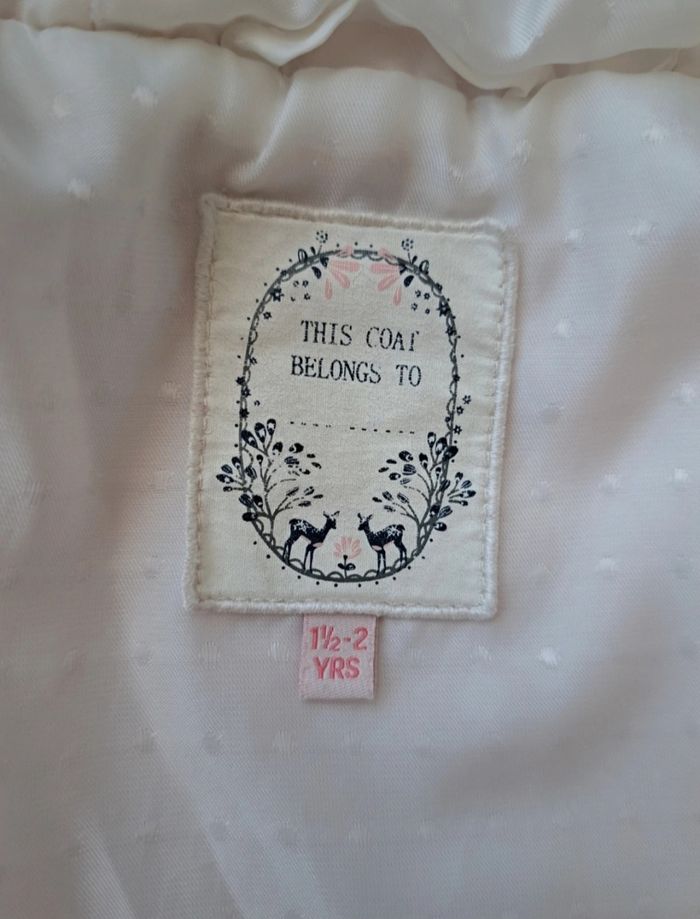 THIS COAT
BELONGS TO
1½-2
YRS